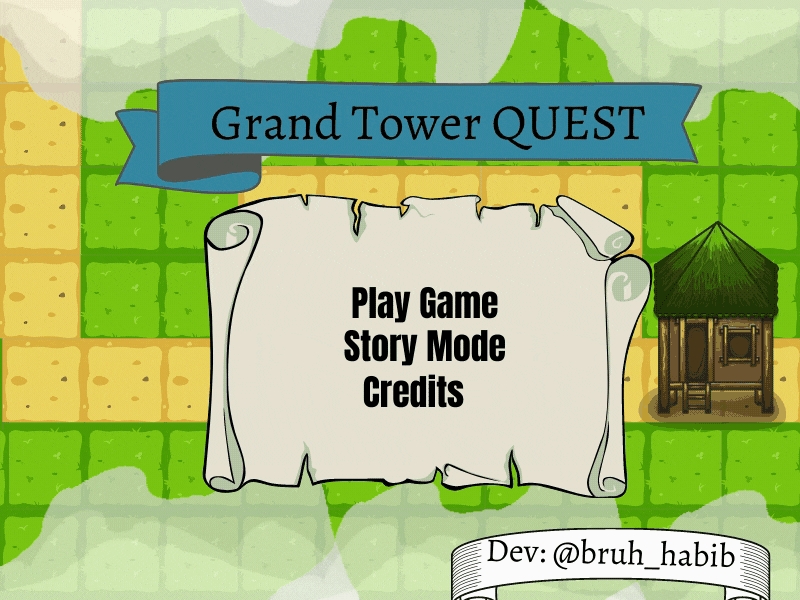 Grand Tower QUEST
Play Game
Story Mode
Credits
Dev: @bruh_habib